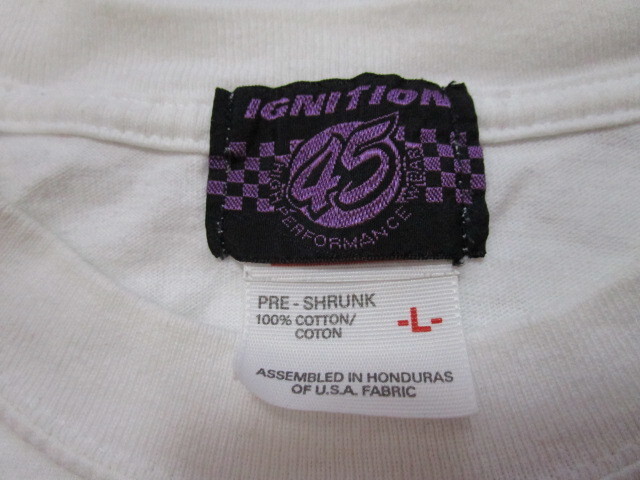 IGNITION
45
HIGH PERFORMANCE WEAR
PRE - SHRUNK
100% COTTON/
COTON
-L-
ASSEMBLED IN HONDURAS
OF U.S.A. FABRIC